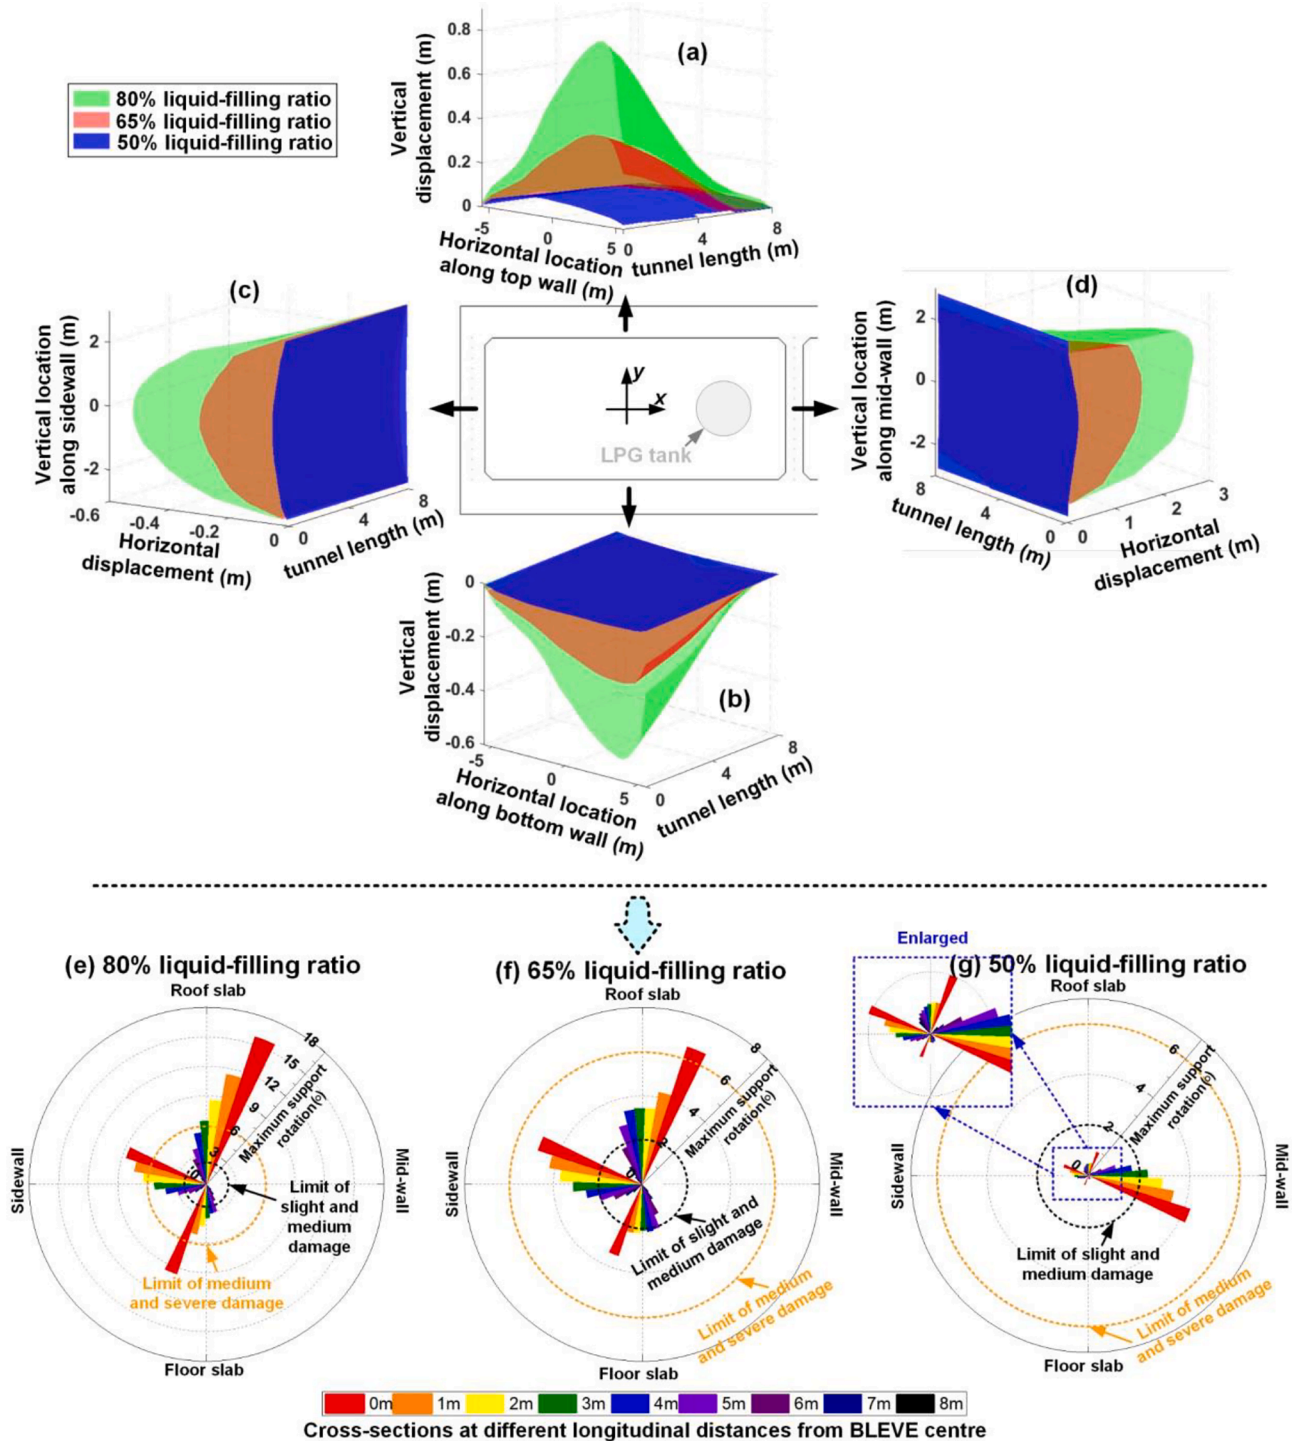 (a)
0.8
0.6
0.4
0.2
0
Vertical
displacement (m)
80% liquid-filling ratio
65% liquid-filling ratio
50% liquid-filling ratio
-5
0
5
0
4
8
Horizontal location
along top wall (m)
tunnel length (m)
(c)
2
0
-2
Vertical location
along sidewall (m)
-0.6
-0.4
-0.2
0
0
4
8
Horizontal
displacement (m)
tunnel length (m)
y
x
LPG tank
(d)
2
0
-2
Vertical location
along mid-wall (m)
8
4
0
0
1
2
3
tunnel length (m)
Horizontal
displacement (m)
0
-0.2
-0.4
-0.6
Vertical
displacement (m)
(b)
-5
0
5
0
4
8
Horizontal location
along bottom wall (m)
tunnel length (m)
Enlarged
(e) 80% liquid-filling ratio
Roof slab
18
15
12
9
6
3
0
Maximum support
rotation(º)
Sidewall
Mid-wall
Limit of
slight and
medium
damage
Limit of medium
and severe damage
Floor slab
(f) 65% liquid-filling ratio
Roof slab
8
6
4
2
0
Maximum support
rotation(º)
Sidewall
Mid-wall
Limit of slight and
medium damage
Limit of medium
and severe damage
Floor slab
(g) 50% liquid-filling ratio
Roof slab
6
4
2
0
Maximum support
rotation(º)
Sidewall
Mid-wall
Limit of slight and
medium damage
Limit of medium
and severe damage
Floor slab
0m 1m 2m 3m 4m 5m 6m 7m 8m
Cross-sections at different longitudinal distances from BLEVE centre